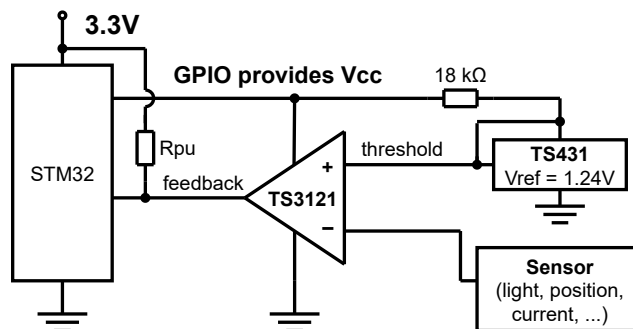 3.3V
GPIO provides Vcc
18 kΩ
STM32
Rpu
feedback
+
TS3121
−
threshold
TS431
Vref = 1.24V
Sensor
(light, position,
current, ...)